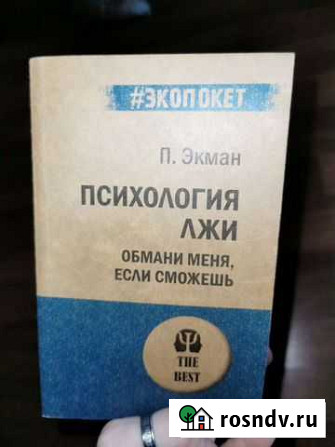 #ЭКОПОКЕТ
П. Экман
ПСИХОЛОГИЯ
ЛЖИ
ОБМАНИ МЕНЯ,
ЕСЛИ СМОЖЕШЬ
THE
BEST
rosndv.ru